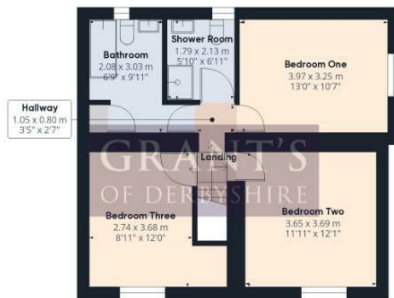 Bathroom
2.08 x 3.03 m
6'9" x 9'11"
Shower Room
1.79 x 2.13 m
5'10" x 6'11"
Bedroom One
3.97 x 3.25 m
13'0" x 10'7"
Hallway
1.05 x 0.80 m
3'5" x 2'7"
Landing
GRANT'S
OF DERBYSHIRE
Bedroom Three
2.74 x 3.68 m
8'11" x 12'0"
Bedroom Two
3.65 x 3.69 m
11'11" x 12'1"